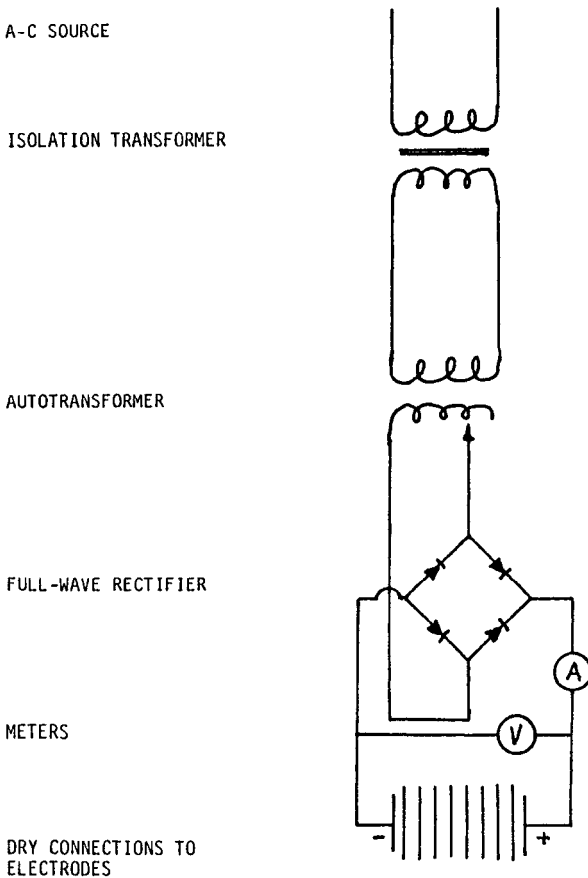 A-C SOURCE
ISOLATION TRANSFORMER
AUTOTRANSFORMER
FULL-WAVE RECTIFIER
A
METERS
V
- +
DRY CONNECTIONS TO
ELECTRODES